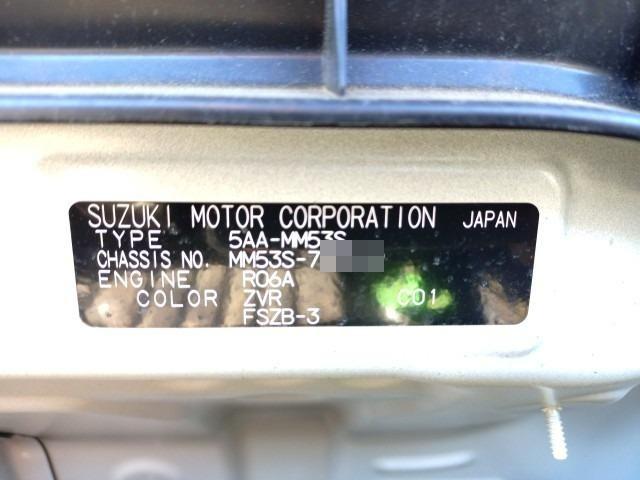 SUZUKI MOTOR CORPORATION JAPAN
TYPE 5AA-MM53S
CHASSIS NO. MM53S-7
ENGINE R06A
COLOR ZVR C01
FSZB-3